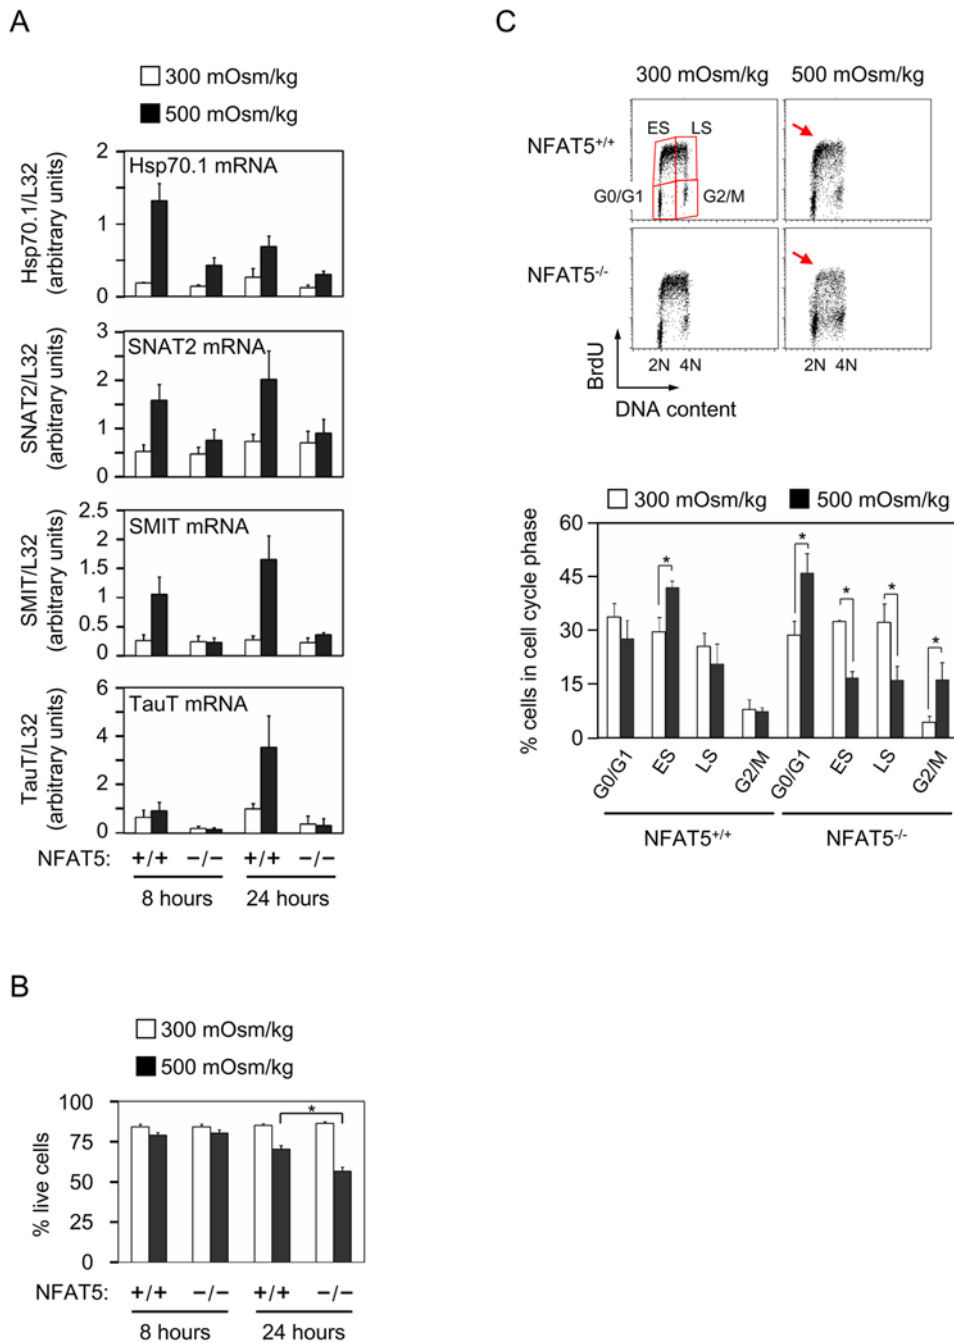 A
300 mOsm/kg
500 mOsm/kg
Hsp70.1/L32
(arbitrary units)
2
1
0
Hsp70.1 mRNA
SNAT2/L32
(arbitrary units)
3
2
1
0
SNAT2 mRNA
SMIT/L32
(arbitrary units)
2.5
2
1.5
1
0.5
0
SMIT mRNA
TauT/L32
(arbitrary units)
6
4
2
0
TauT mRNA
NFAT5: +/+ −/− +/+ −/−
8 hours 24 hours
B
300 mOsm/kg
500 mOsm/kg
% live cells
100
75
50
25
0
*
NFAT5: +/+ −/− +/+ −/−
8 hours 24 hours
C
300 mOsm/kg 500 mOsm/kg
NFAT5+/+
ES LS
G0/G1 G2/M
NFAT5-/-
BrdU
2N 4N 2N 4N
DNA content
300 mOsm/kg 500 mOsm/kg
% cells in cell cycle phase
60
45
30
15
0
* * * * *
G0/G1 ES LS G2/M G0/G1 ES LS G2/M
NFAT5+/+ NFAT5-/-